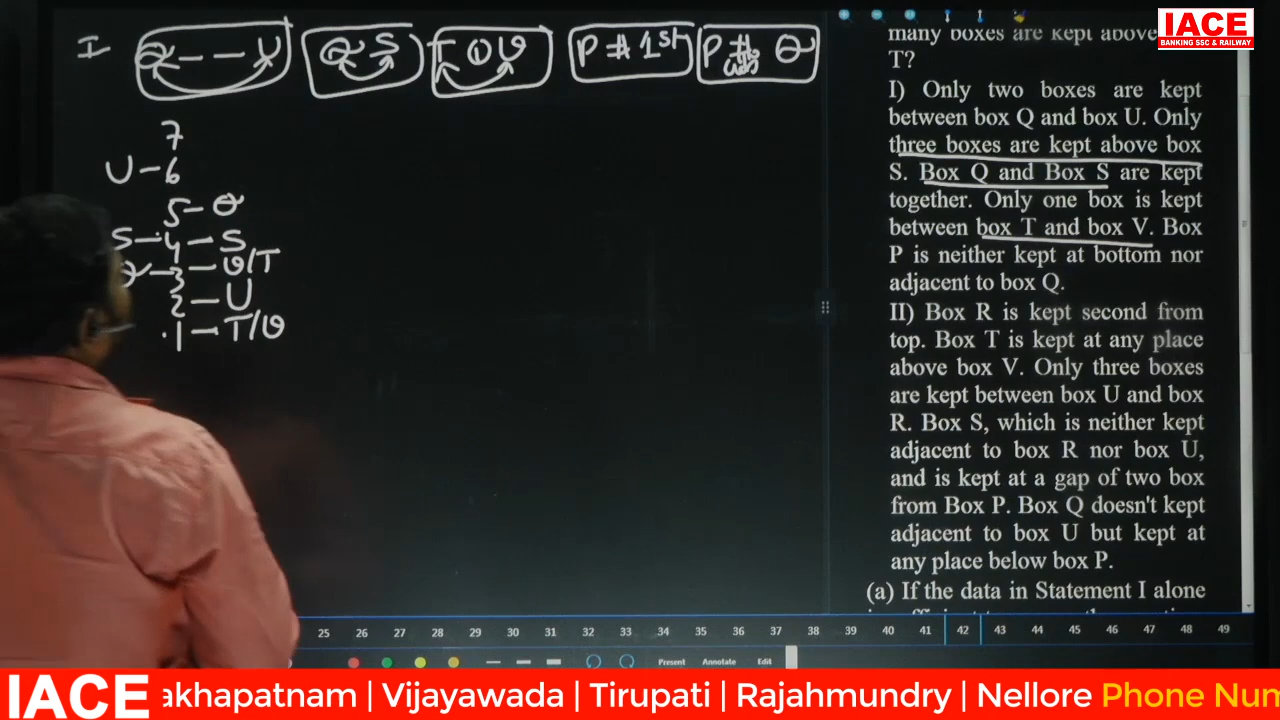 I Q — — U Q S T ① V P # 1st P # Q
7
U – 6
5 – Q
S – 4 – S
3 – V/T
2 – U
1 – T/V
many boxes are kept above
T?
I) Only two boxes are kept
between box Q and box U. Only
three boxes are kept above box
S. Box Q and Box S are kept
together. Only one box is kept
between box T and box V. Box
P is neither kept at bottom nor
adjacent to box Q.
II) Box R is kept second from
top. Box T is kept at any place
above box V. Only three boxes
are kept between box U and box
R. Box S, which is neither kept
adjacent to box R nor box U,
and is kept at a gap of two box
from Box P. Box Q doesn't kept
adjacent to box U but kept at
any place below box P.
(a) If the data in Statement I alone
IACE
BANKING SSC & RAILWAY
25 26 27 28 29 30 31 32 33 34 35 36 37 38 39 40 41 42 43 44 45 46 47 48 49
Present Annotate Edit
IACE akhapatnam | Vijayawada | Tirupati | Rajahmundry | Nellore Phone Num